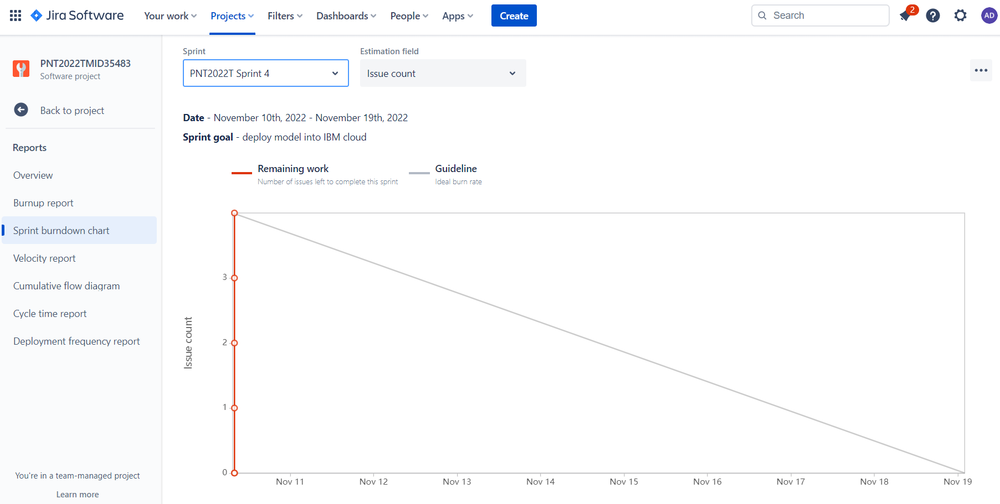 Jira Software Your work Projects Filters Dashboards People Apps Create Search 2 AD
PNT2022TMID35483
Software project
Back to project
Reports
Overview
Burnup report
Sprint burndown chart
Velocity report
Cumulative flow diagram
Cycle time report
Deployment frequency report
You're in a team-managed project
Learn more
Sprint Estimation field
PNT2022T Sprint 4 Issue count
Date - November 10th, 2022 - November 19th, 2022
Sprint goal - deploy model into IBM cloud
Remaining work Guideline
Number of issues left to complete this sprint Ideal burn rate
Issue count
3
2
1
0
Nov 11 Nov 12 Nov 13 Nov 14 Nov 15 Nov 16 Nov 17 Nov 18 Nov 19